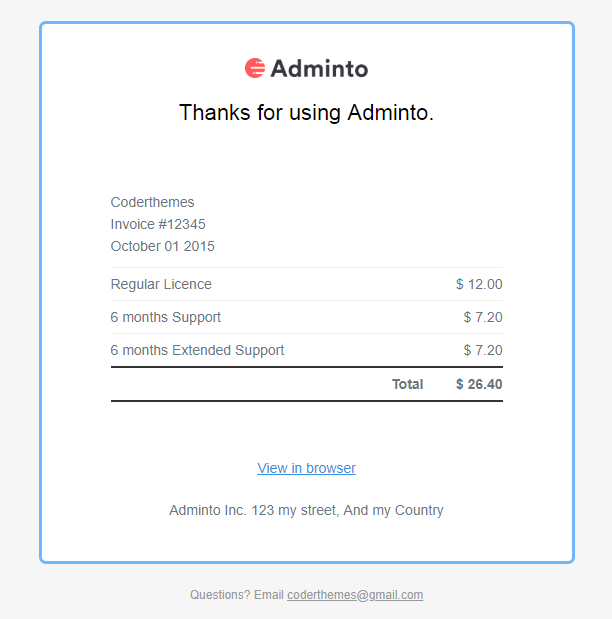 Adminto
Thanks for using Adminto.
Coderthemes
Invoice #12345
October 01 2015
Regular Licence $ 12.00
6 months Support $ 7.20
6 months Extended Support $ 7.20
Total $ 26.40
View in browser
Adminto Inc. 123 my street, And my Country
Questions? Email coderthemes@gmail.com